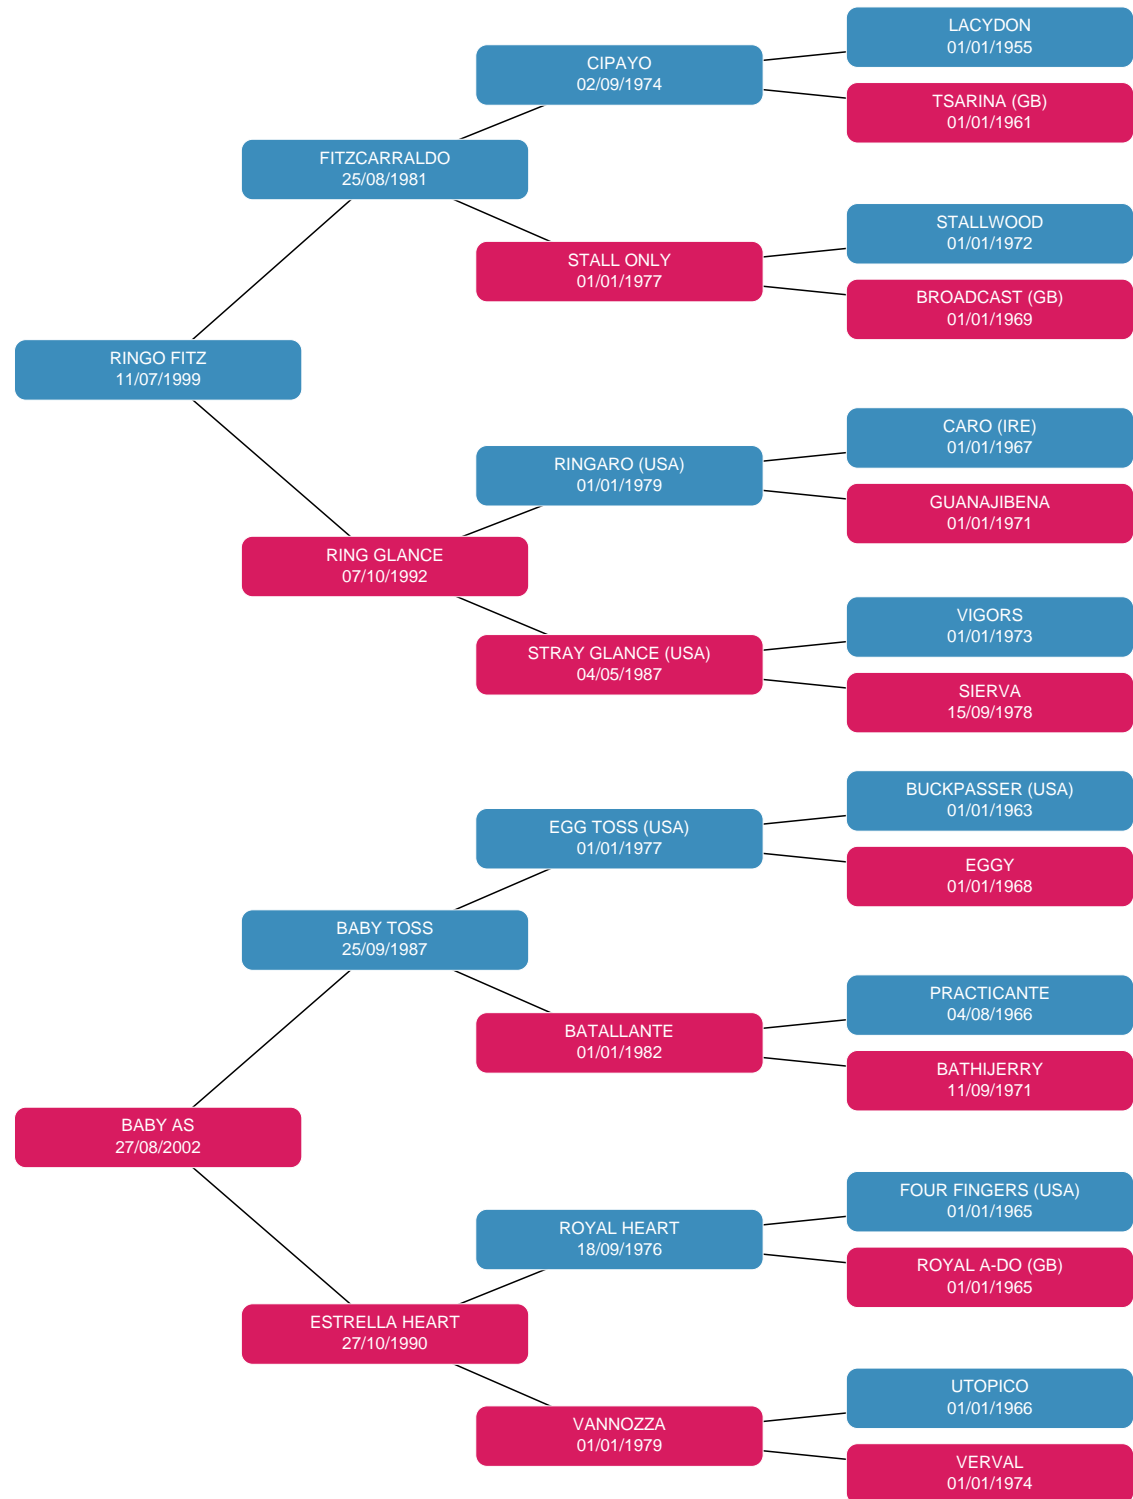 LACYDON
01/01/1955
CIPAYO
02/09/1974
TSARINA (GB)
01/01/1961
FITZCARRALDO
25/08/1981
STALLWOOD
01/01/1972
STALL ONLY
01/01/1977
BROADCAST (GB)
01/01/1969
RINGO FITZ
11/07/1999
CARO (IRE)
01/01/1967
RINGARO (USA)
01/01/1979
GUANAJIBENA
01/01/1971
RING GLANCE
07/10/1992
VIGORS
01/01/1973
STRAY GLANCE (USA)
04/05/1987
SIERVA
15/09/1978
BUCKPASSER (USA)
01/01/1963
EGG TOSS (USA)
01/01/1977
EGGY
01/01/1968
BABY TOSS
25/09/1987
PRACTICANTE
04/08/1966
BATALLANTE
01/01/1982
BATHIJERRY
11/09/1971
BABY AS
27/08/2002
FOUR FINGERS (USA)
01/01/1965
ROYAL HEART
18/09/1976
ROYAL A-DO (GB)
01/01/1965
ESTRELLA HEART
27/10/1990
UTOPICO
01/01/1966
VANNOZZA
01/01/1979
VERVAL
01/01/1974